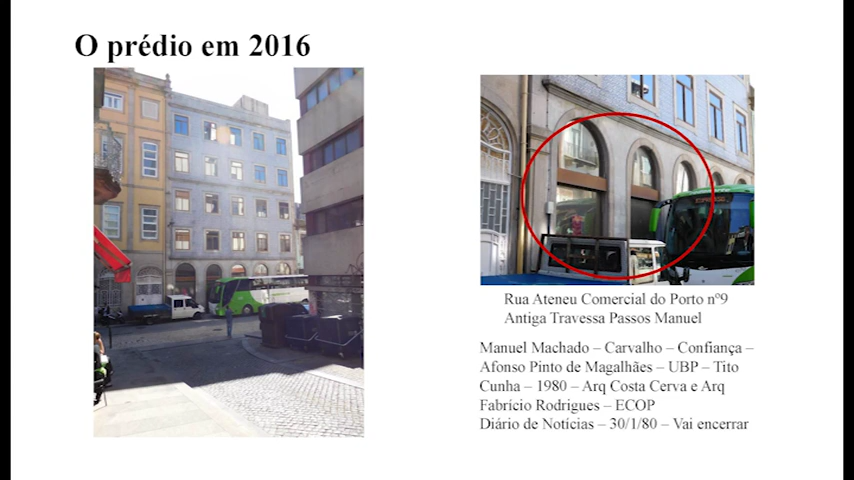 O prédio em 2016
Rua Ateneu Comercial do Porto nº9
Antiga Travessa Passos Manuel
Manuel Machado – Carvalho – Confiança –
Afonso Pinto de Magalhães – UBP – Tito
Cunha – 1980 – Arq Costa Cerva e Arq
Fabrício Rodrigues – ECOP
Diário de Notícias – 30/1/80 – Vai encerrar